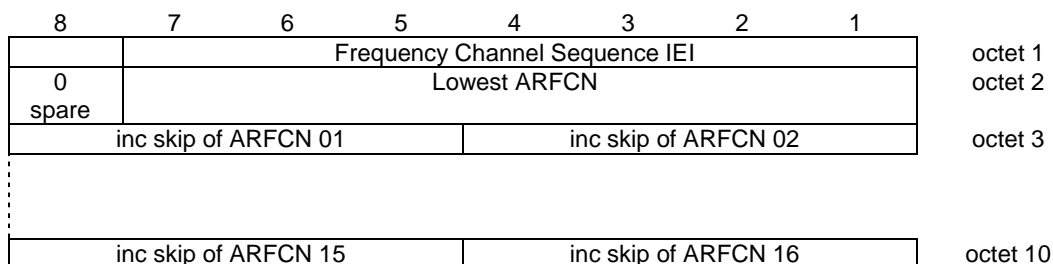 8 7 6 5 4 3 2 1
Frequency Channel Sequence IEI octet 1
0 Lowest ARFCN octet 2
spare
inc skip of ARFCN 01 inc skip of ARFCN 02 octet 3
inc skip of ARFCN 15 inc skip of ARFCN 16 octet 10